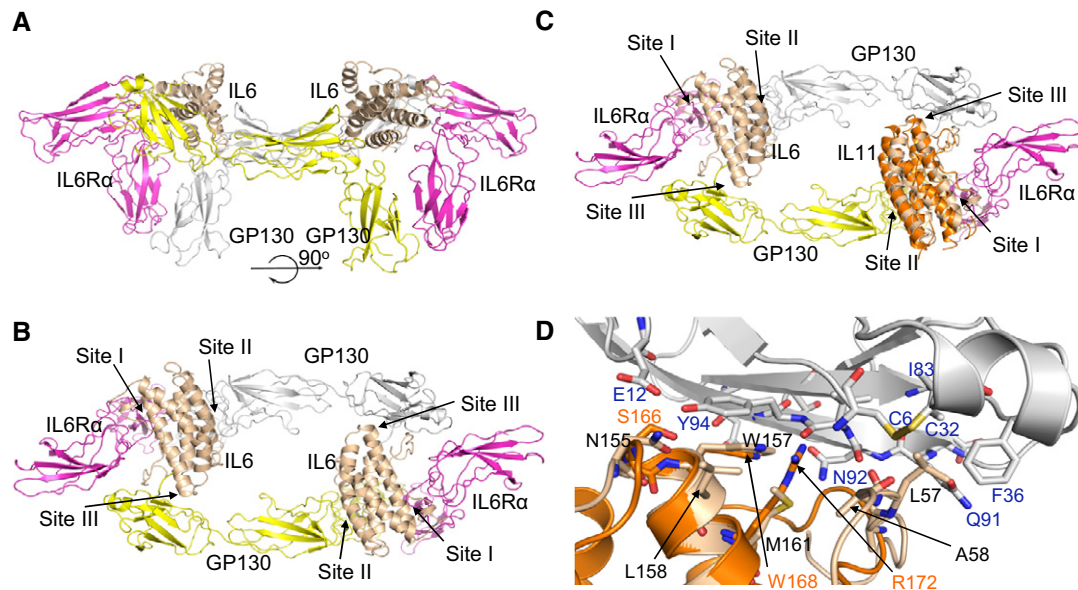 A
IL6
IL6
IL6Rα
IL6Rα
GP130
GP130
90°
B
Site I
Site II
GP130
Site III
IL6Rα
IL6
IL6
IL6Rα
Site III
GP130
Site II
Site I
C
Site I
Site II
GP130
Site III
IL6Rα
IL6
IL11
IL6Rα
Site III
GP130
Site II
Site I
D
E12
I83
S166
Y94
C6
C32
N155
W157
N92
L57
F36
Q91
L158
M161
A58
W168
R172